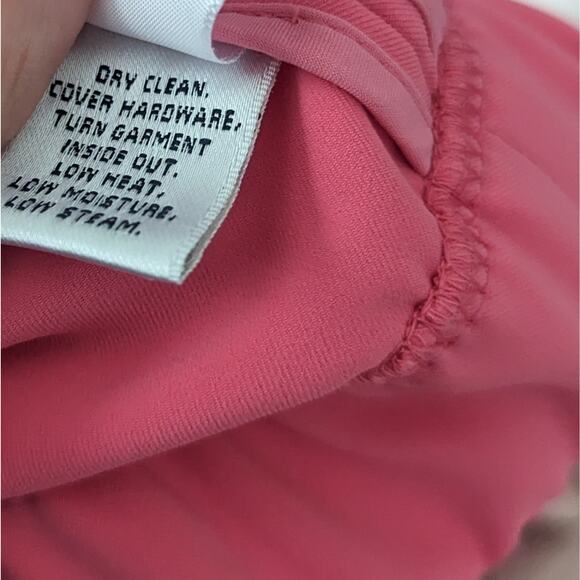 DRY CLEAN.
COVER HARDWARE.
TURN GARMENT
INSIDE OUT.
LOW HEAT.
LOW MOISTURE.
LOW STEAM.